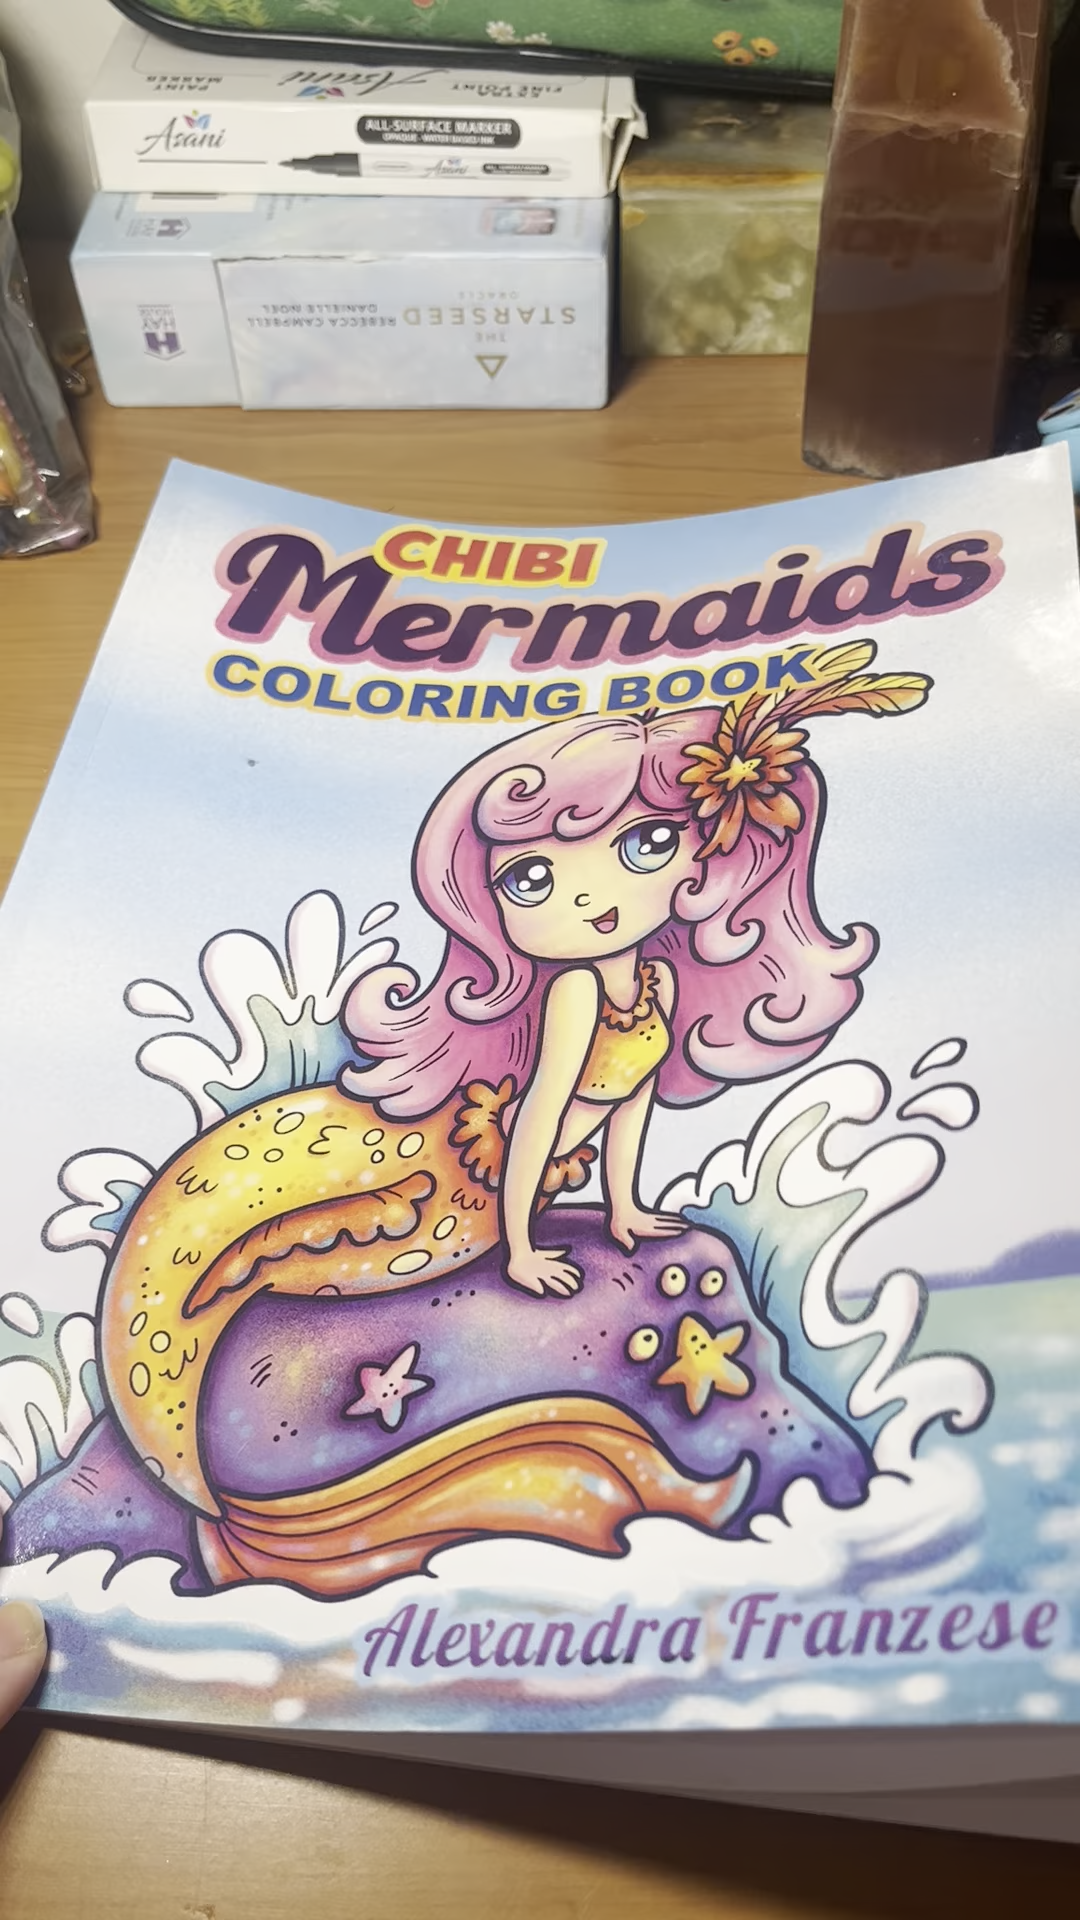 PAINT
MARKER
Asani
EXTRA
FINE POINT
Asani
ALL-SURFACE MARKER
OPAQUE - WATER BASED INK
Asani
HAY
HOUSE
THE
STARSEED
ORACLE
REBECCA CAMPBELL
DANIELLE NOEL
CHIBI
Mermaids
COLORING BOOK
Alexandra Franzese